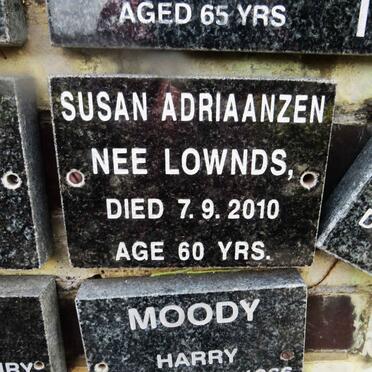 AGED 65 YRS
SUSAN ADRIAANZEN
NEE LOWNDS,
DIED 7. 9. 2010
AGE 60 YRS.
MOODY
HARRY